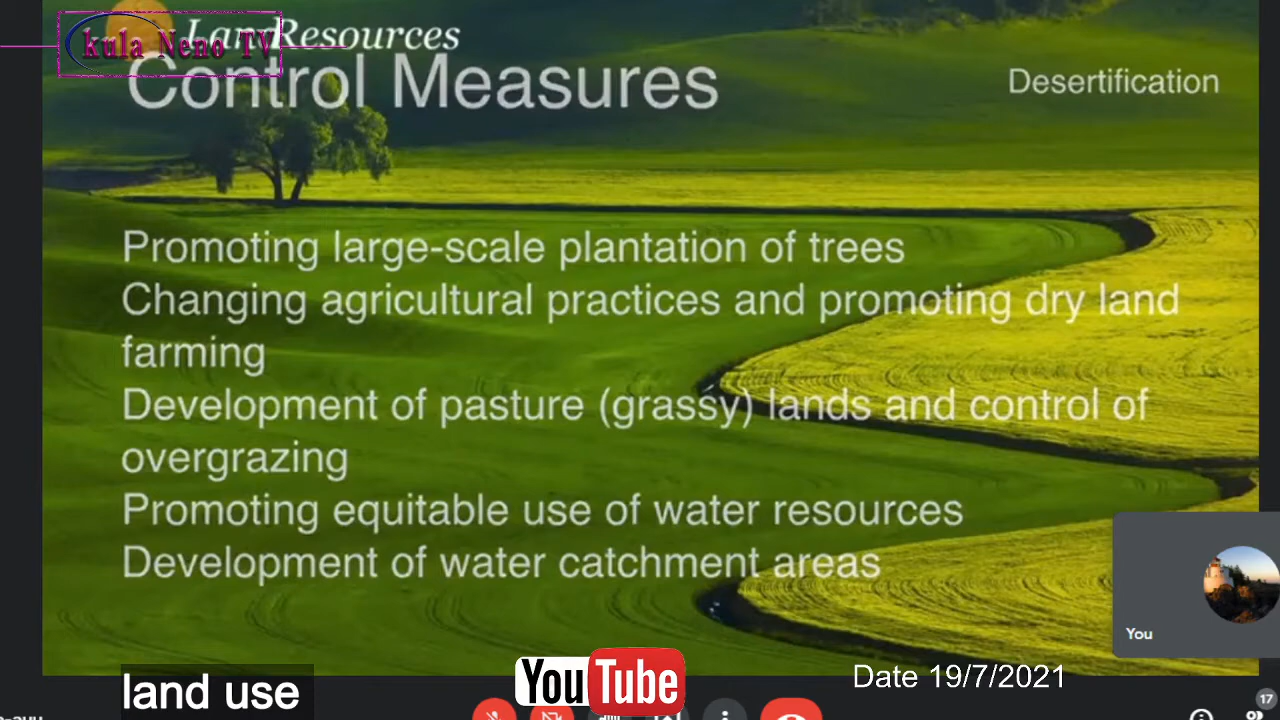 Land Resources
kula Neno TV
Control Measures
Desertification
Promoting large-scale plantation of trees
Changing agricultural practices and promoting dry land
farming
Development of pasture (grassy) lands and control of
overgrazing
Promoting equitable use of water resources
Development of water catchment areas
You
land use
YouTube
Date 19/7/2021
17